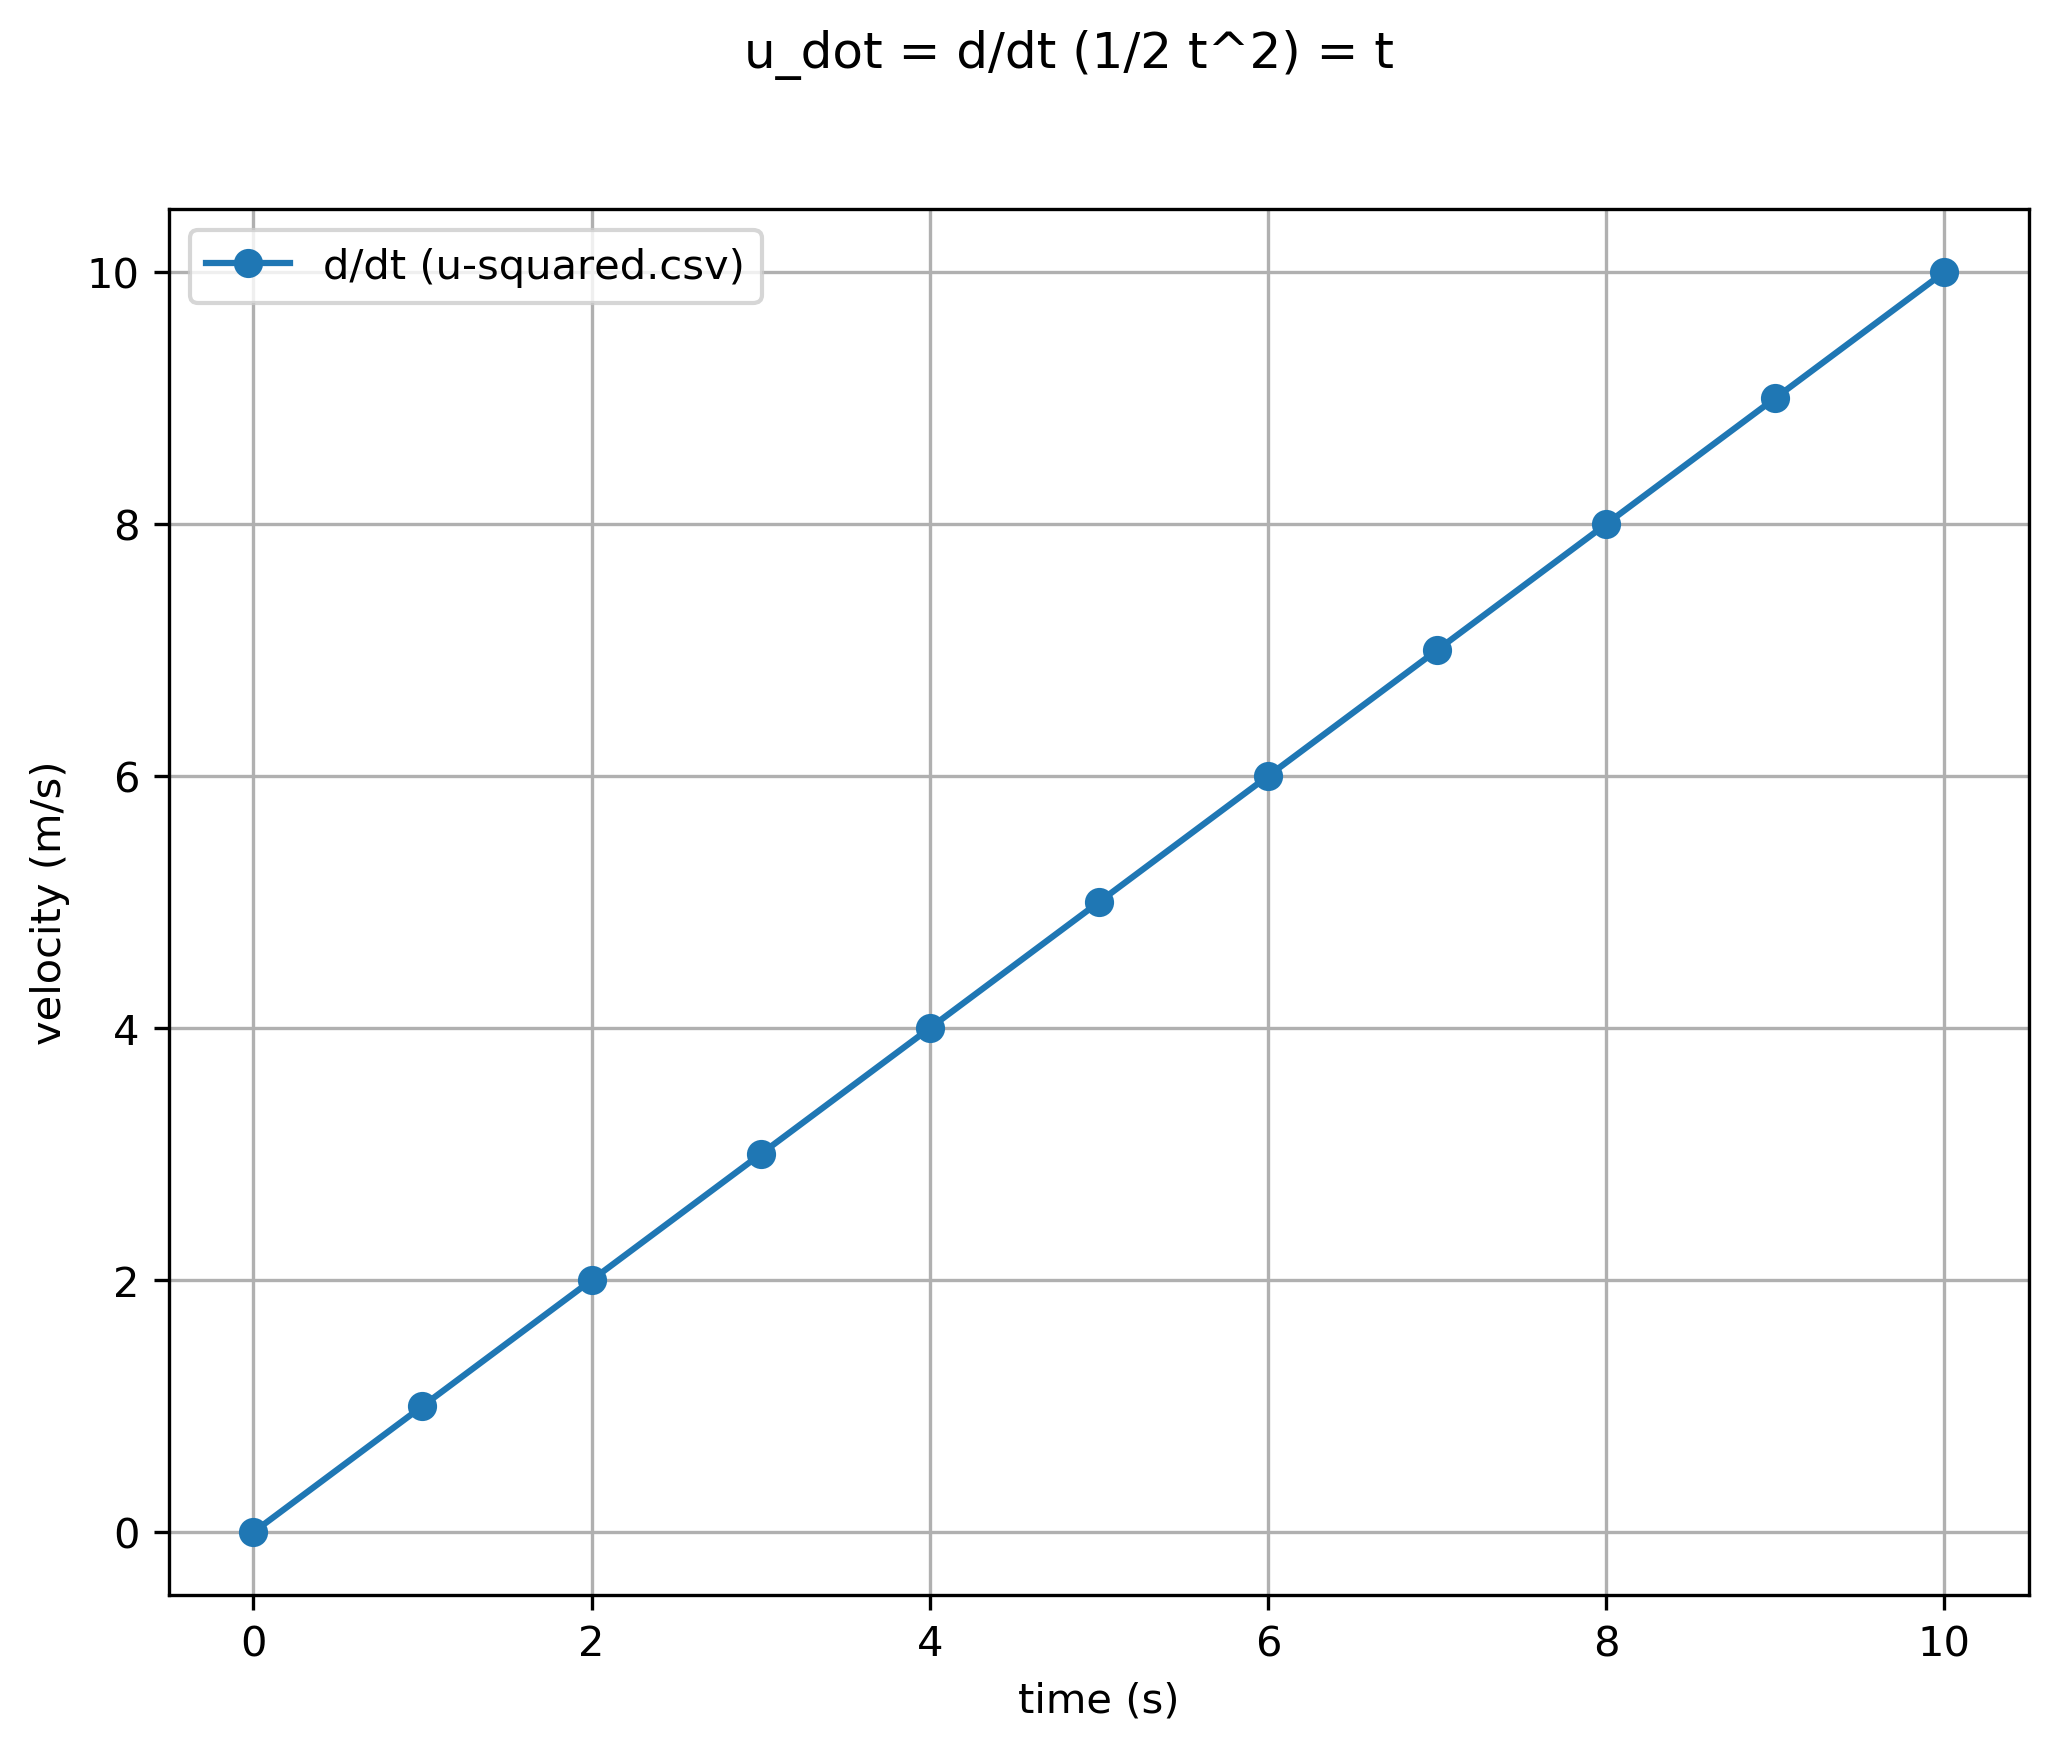 u_dot = d/dt (1/2 t^2) = t
d/dt (u-squared.csv)
10
8
6
4
2
0
velocity (m/s)
0 2 4 6 8 10
time (s)